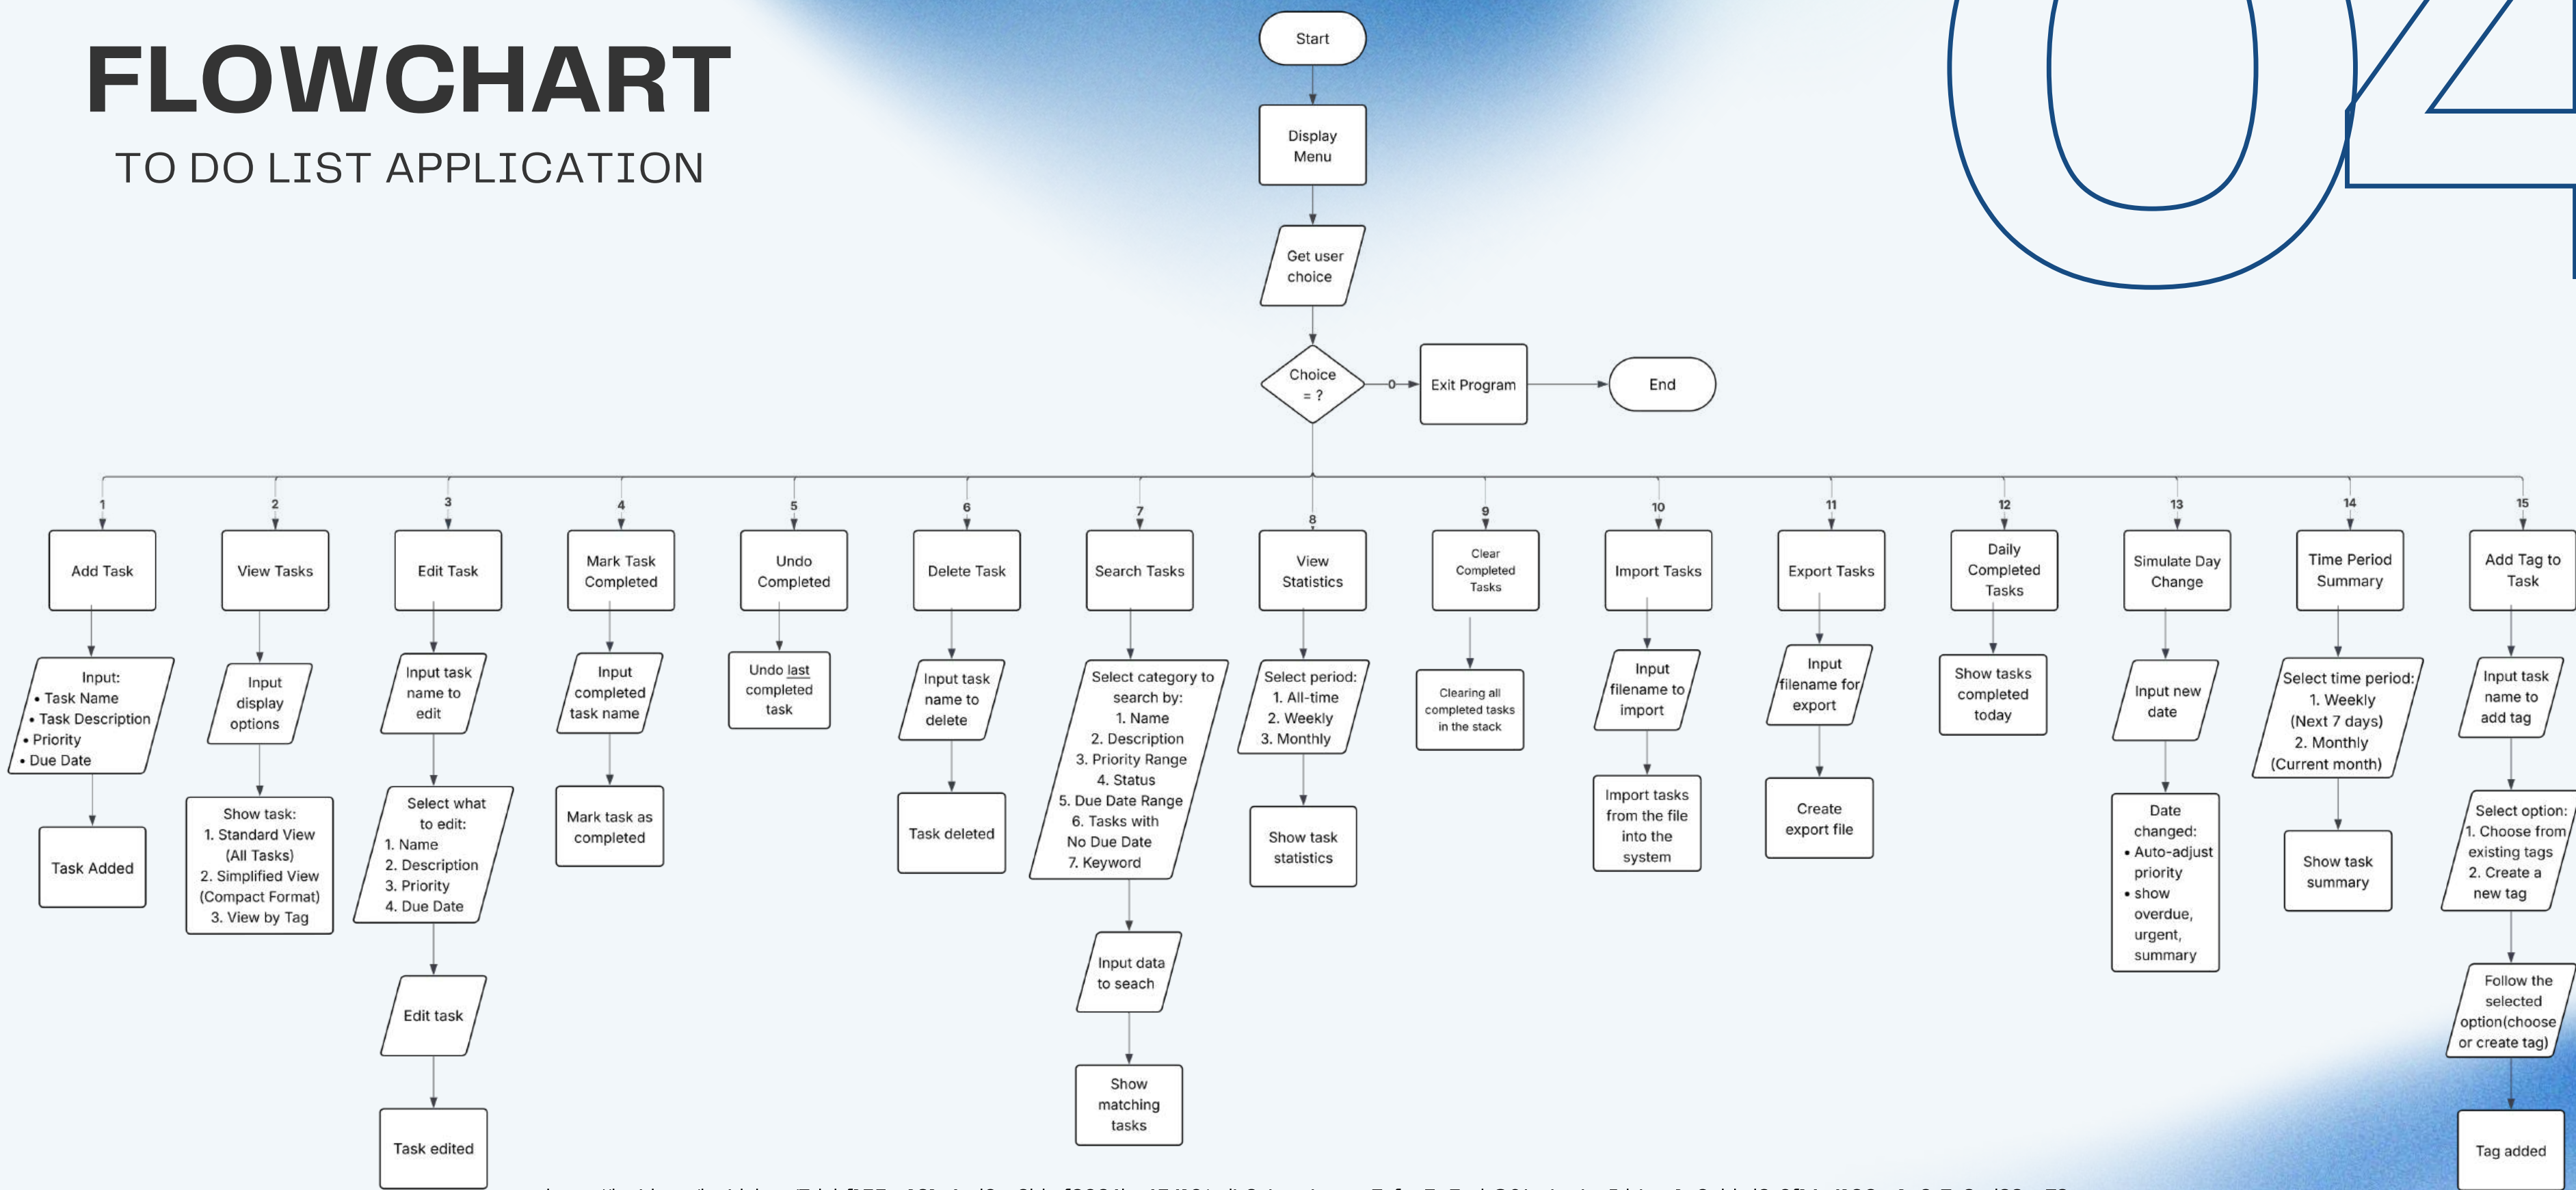 FLOWCHART
TO DO LIST APPLICATION
04
Start
Display
Menu
Get user
choice
Choice
= ?
0
Exit Program
End
1
2
3
4
5
6
7
8
9
10
11
12
13
14
15
Add Task
Input:
• Task Name
• Task Description
• Priority
• Due Date
Task Added
View Tasks
Input
display
options
Show task:
1. Standard View
(All Tasks)
2. Simplified View
(Compact Format)
3. View by Tag
Edit Task
Input task
name to
edit
Select what
to edit:
1. Name
2. Description
3. Priority
4. Due Date
Edit task
Task edited
Mark Task
Completed
Input
completed
task name
Mark task as
completed
Undo
Completed
Undo last
completed
task
Delete Task
Input task
name to
delete
Task deleted
Search Tasks
Select category to
search by:
1. Name
2. Description
3. Priority Range
4. Status
5. Due Date Range
6. Tasks with
No Due Date
7. Keyword
Input data
to seach
Show
matching
tasks
View
Statistics
Select period:
1. All-time
2. Weekly
3. Monthly
Show task
statistics
Clear
Completed
Tasks
Clearing all
completed tasks
in the stack
Import Tasks
Input
filename to
import
Import tasks
from the file
into the
system
Export Tasks
Input
filename for
export
Create
export file
Daily
Completed
Tasks
Show tasks
completed
today
Simulate Day
Change
Input new
date
Date
changed:
• Auto-adjust
priority
• show
overdue,
urgent,
summary
Time Period
Summary
Select time period:
1. Weekly
(Next 7 days)
2. Monthly
(Current month)
Show task
summary
Add Tag to
Task
Input task
name to
add tag
Select option:
1. Choose from
existing tags
2. Create a
new tag
Follow the
selected
option(choose
or create tag)
Tag added